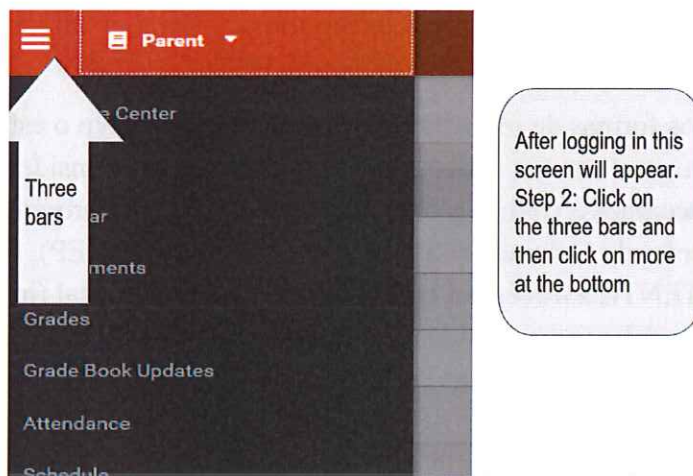 Parent
e Center
Three
bars
ar
ments
Grades
Grade Book Updates
Attendance
Schedule
After logging in this
screen will appear.
Step 2: Click on
the three bars and
then click on more
at the bottom